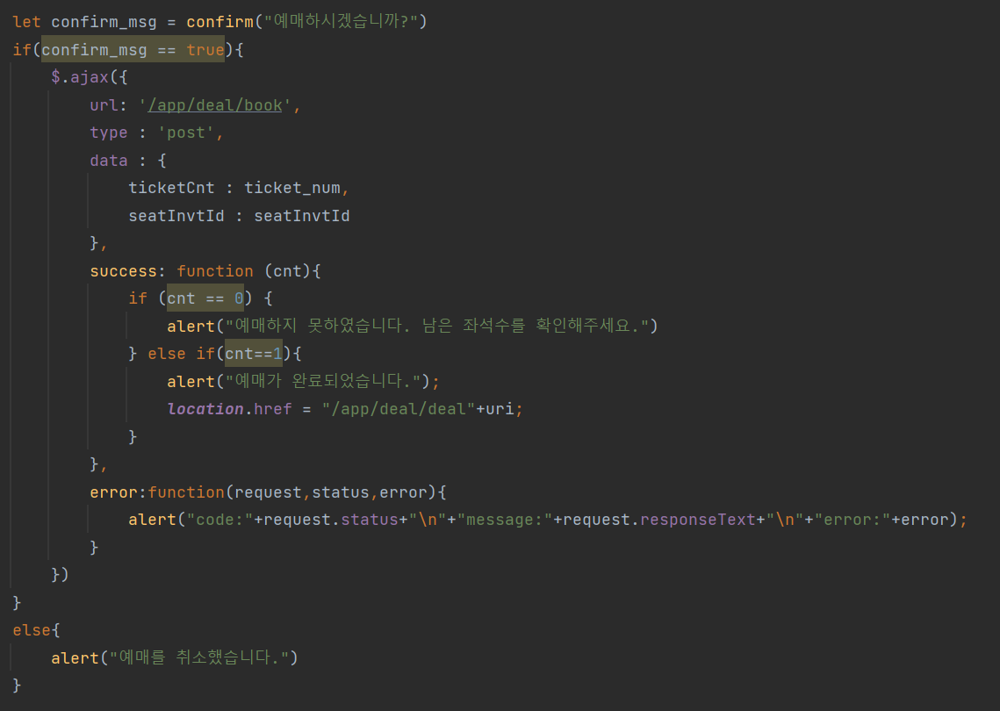 let confirm_msg = confirm("예매하시겠습니까?")
if(confirm_msg == true){
    $.ajax({
        url: '/app/deal/book',
        type : 'post',
        data : {
            ticketCnt : ticket_num,
            seatInvtId : seatInvtId
        },
        success: function (cnt){
            if (cnt == 0) {
                alert("예매하지 못하였습니다. 남은 좌석수를 확인해주세요.")
            } else if(cnt==1){
                alert("예매가 완료되었습니다.");
                location.href = "/app/deal/deal"+uri;
            }
        },
        error:function(request,status,error){
            alert("code:"+request.status+"\n"+"message:"+request.responseText+"\n"+"error:"+error);
        }
    })
}
else{
    alert("예매를 취소했습니다.")
}